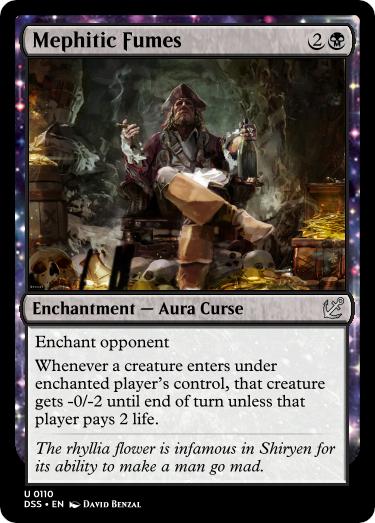 Mephitic Fumes 2
Enchantment — Aura Curse
Enchant opponent
Whenever a creature enters under
enchanted player's control, that creature
gets -0/-2 until end of turn unless that
player pays 2 life.
The rhyllia flower is infamous in Shiryen for
its ability to make a man go mad.
U 0110
DSS • EN DAVID BENZAL